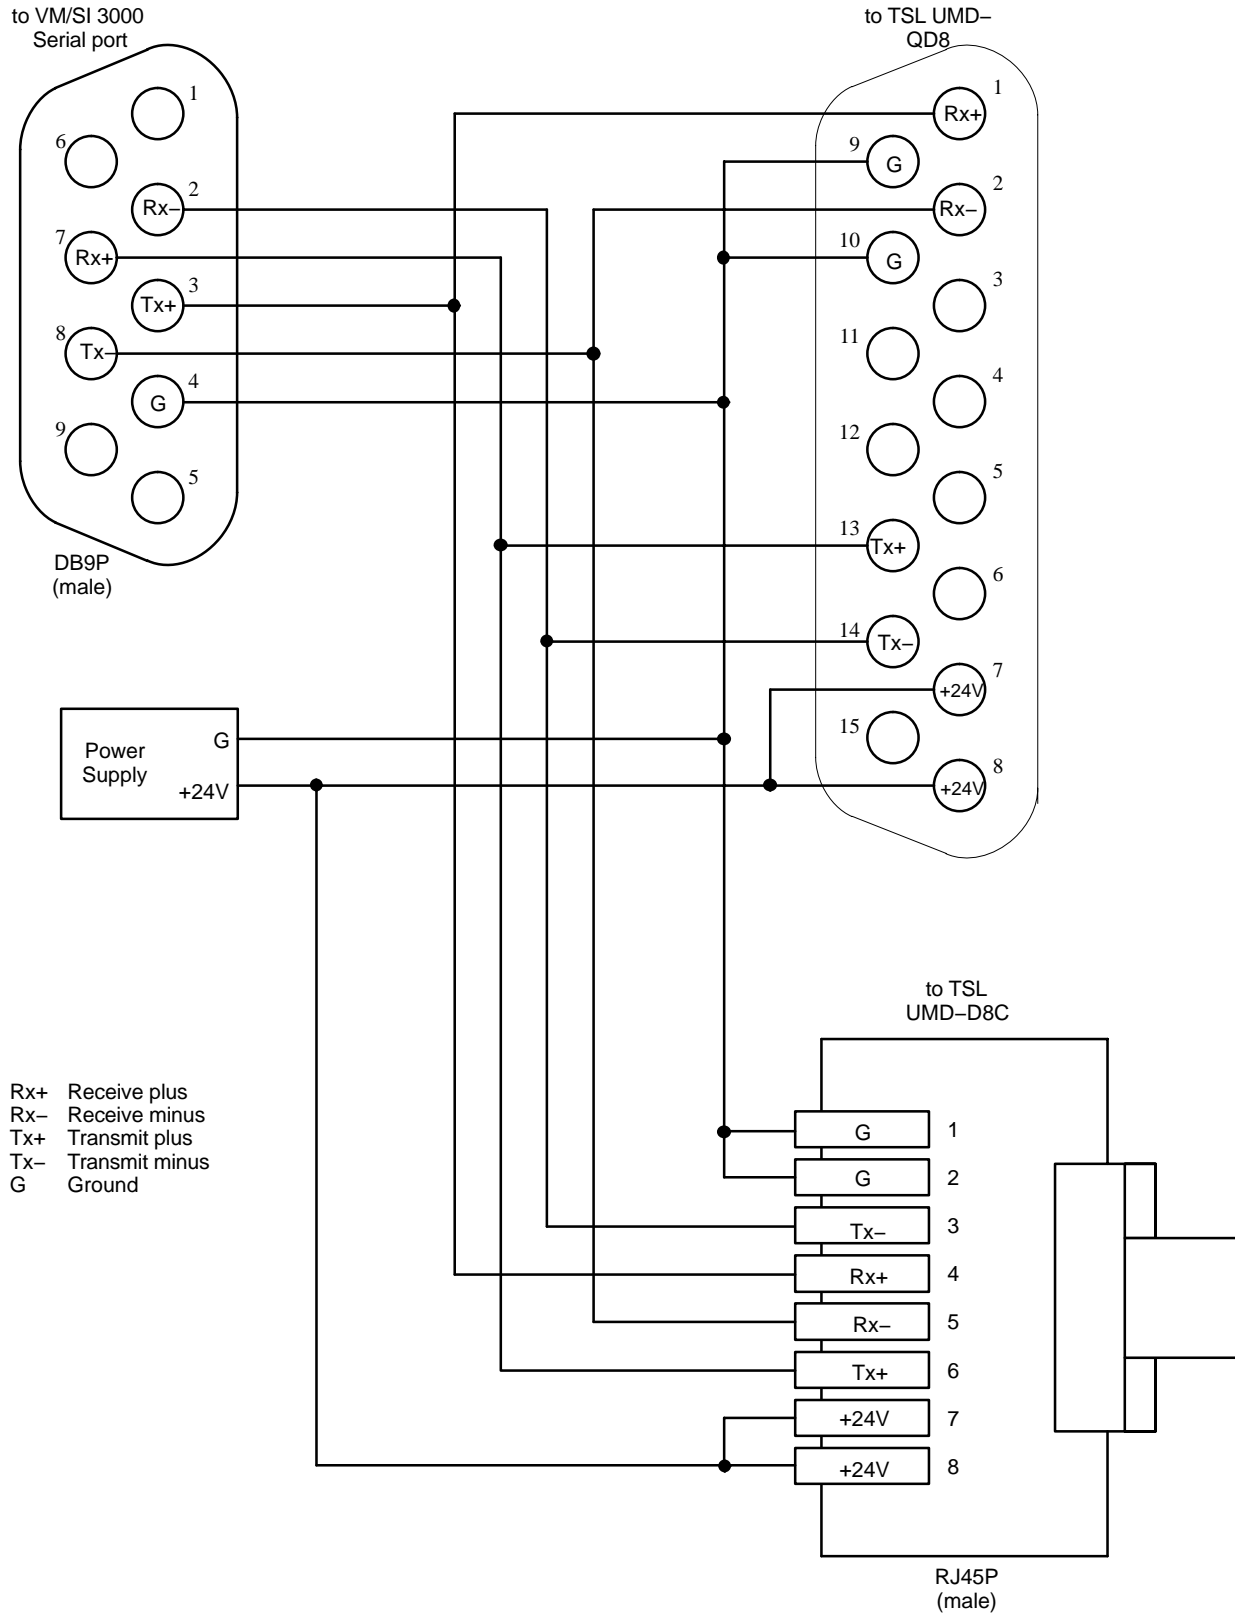 to VM/SI 3000
Serial port
1
6
2
Rx–
7
Rx+
3
Tx+
8
Tx–
4
G
9
5
DB9P
(male)
to TSL UMD–
QD8
1
Rx+
9
G
2
Rx–
10
G
3
11
4
12
5
13
Tx+
6
14
Tx–
7
+24V
15
8
+24V
Power
Supply
G
+24V
Rx+ Receive plus
Rx– Receive minus
Tx+ Transmit plus
Tx– Transmit minus
G Ground
to TSL
UMD–D8C
G 1
G 2
Tx– 3
Rx+ 4
Rx– 5
Tx+ 6
+24V 7
+24V 8
RJ45P
(male)